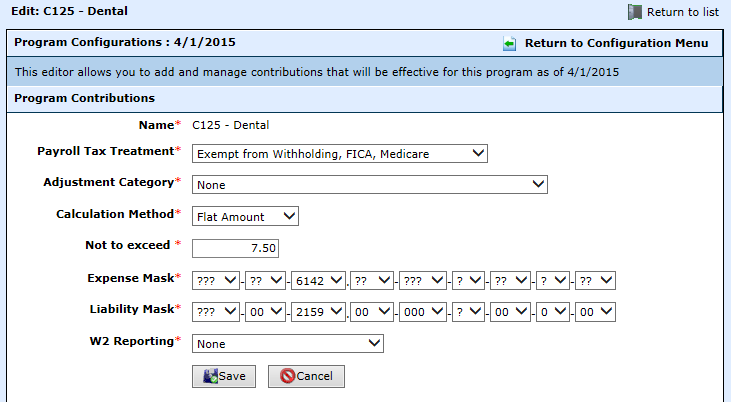 Edit: C125 - Dental Return to list
Program Configurations : 4/1/2015 Return to Configuration Menu
This editor allows you to add and manage contributions that will be effective for this program as of 4/1/2015
Program Contributions
Name* C125 - Dental
Payroll Tax Treatment* Exempt from Withholding, FICA, Medicare
Adjustment Category* None
Calculation Method* Flat Amount
Not to exceed * 7.50
Expense Mask* ??? - ?? - 6142 . ?? - ??? - ? - ?? - ? - ??
Liability Mask* ??? - 00 - 2159 . 00 - 000 - ? - 00 - 0 - 00
W2 Reporting* None
Save Cancel